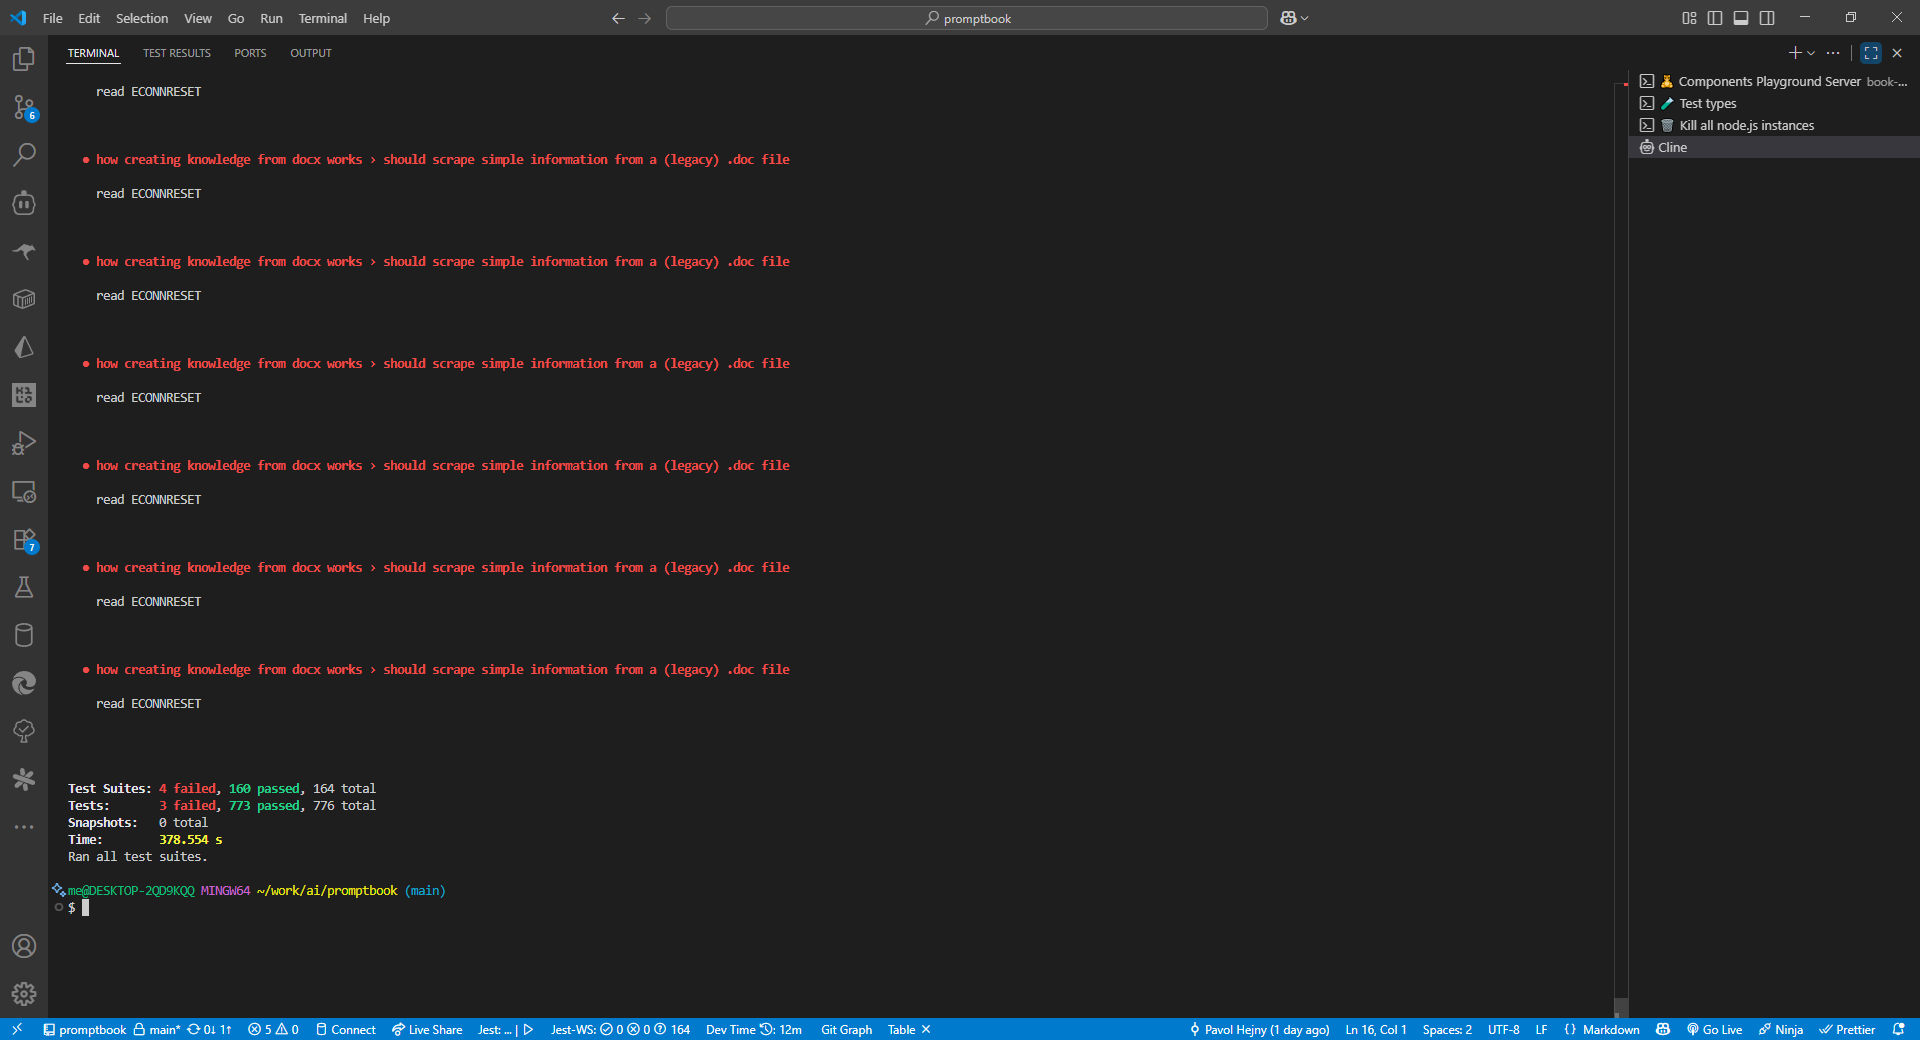 File Edit Selection View Go Run Terminal Help
promptbook
TERMINAL TEST RESULTS PORTS OUTPUT
read ECONNRESET
● how creating knowledge from docx works › should scrape simple information from a (legacy) .doc file
read ECONNRESET
● how creating knowledge from docx works › should scrape simple information from a (legacy) .doc file
read ECONNRESET
● how creating knowledge from docx works › should scrape simple information from a (legacy) .doc file
read ECONNRESET
● how creating knowledge from docx works › should scrape simple information from a (legacy) .doc file
read ECONNRESET
● how creating knowledge from docx works › should scrape simple information from a (legacy) .doc file
read ECONNRESET
● how creating knowledge from docx works › should scrape simple information from a (legacy) .doc file
read ECONNRESET
Test Suites: 4 failed, 160 passed, 164 total
Tests: 3 failed, 773 passed, 776 total
Snapshots: 0 total
Time: 378.554 s
Ran all test suites.
me@DESKTOP-2QD9KQQ MINGW64 ~/work/ai/promptbook (main)
$
Components Playground Server book-...
Test types
Kill all node.js instances
Cline
6
7
promptbook main* 0↓ 1↑ 5 0 Connect Live Share Jest: ... | Jest-WS: 0 0 164 Dev Time : 12m Git Graph Table ✕ Pavol Hejny (1 day ago) Ln 16, Col 1 Spaces: 2 UTF-8 LF {} Markdown Go Live Ninja Prettier